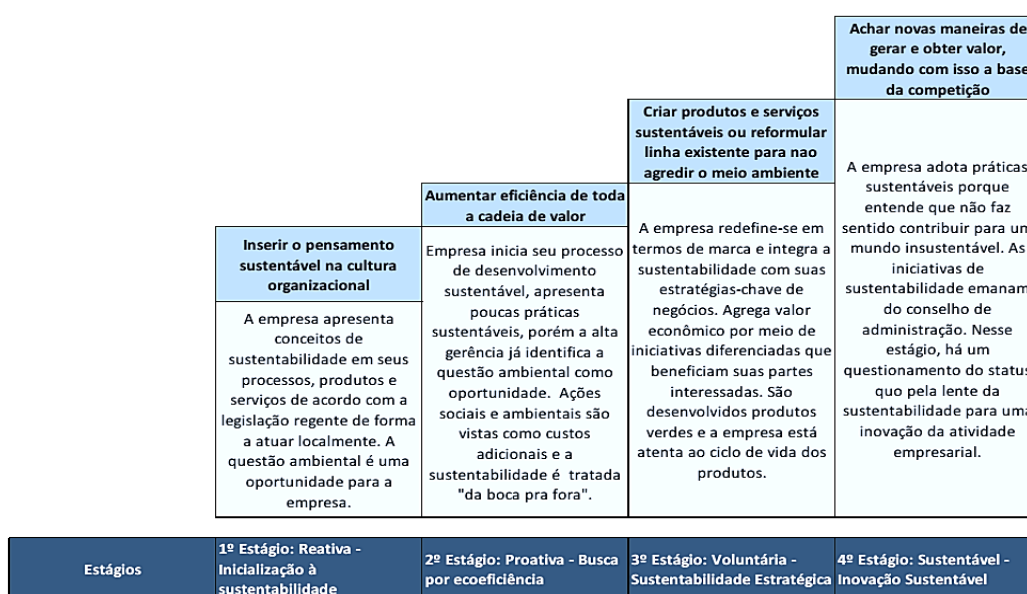 Achar novas maneiras de
gerar e obter valor,
mudando com isso a base
da competição
Criar produtos e serviços
sustentáveis ou reformular
linha existente para nao
agredir o meio ambiente
Aumentar eficiência de toda
a cadeia de valor
Inserir o pensamento
sustentável na cultura
organizacional
A empresa apresenta
conceitos de
sustentabilidade em seus
processos, produtos e
serviços de acordo com a
legislação regente de forma
a atuar localmente. A
questão ambiental é uma
oportunidade para a
empresa.
Empresa inicia seu processo
de desenvolvimento
sustentável, apresenta
poucas práticas
sustentáveis, porém a alta
gerência já identifica a
questão ambiental como
oportunidade. Ações
sociais e ambientais são
vistas como custos
adicionais e a
sustentabilidade é tratada
"da boca pra fora".
A empresa redefine-se em
termos de marca e integra a
sustentabilidade com suas
estratégias-chave de
negócios. Agrega valor
econômico por meio de
iniciativas diferenciadas que
beneficiam suas partes
interessadas. São
desenvolvidos produtos
verdes e a empresa está
atenta ao ciclo de vida dos
produtos.
A empresa adota práticas
sustentáveis porque
entende que não faz
sentido contribuir para um
mundo insustentável. As
iniciativas de
sustentabilidade emanam
do conselho de
administração. Nesse
estágio, há um
questionamento do status
quo pela lente da
sustentabilidade para uma
inovação da atividade
empresarial.
Estágios
1º Estágio: Reativa -
Inicialização à
sustentabilidade
2º Estágio: Proativa - Busca
por ecoeficiência
3º Estágio: Voluntária -
Sustentabilidade Estratégica
4º Estágio: Sustentável -
Inovação Sustentável